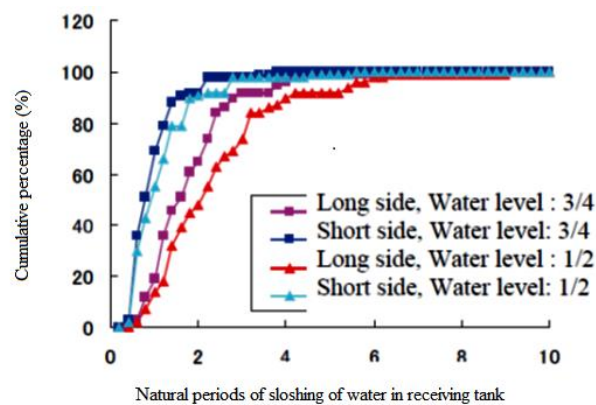 Cumulative percentage (%)
120
100
80
60
40
20
0
Long side, Water level : 3/4
Short side, Water level: 3/4
Long side, Water level : 1/2
Short side, Water level: 1/2
0 2 4 6 8 10
Natural periods of sloshing of water in receiving tank